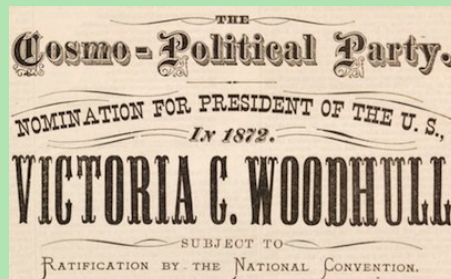 THE
Cosmo-Political Party.
NOMINATION FOR PRESIDENT OF THE U. S.,
IN 1872.
VICTORIA C. WOODHULL
SUBJECT TO
RATIFICATION BY THE NATIONAL CONVENTION.